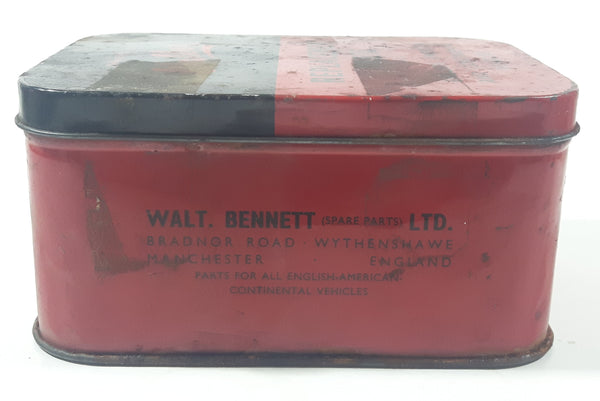 WALT. BENNETT (SPARE PARTS) LTD.
BRADNOR ROAD · WYTHENSHAWE
MANCHESTER ENGLAND
PARTS FOR ALL ENGLISH-AMERICAN-
CONTINENTAL VEHICLES